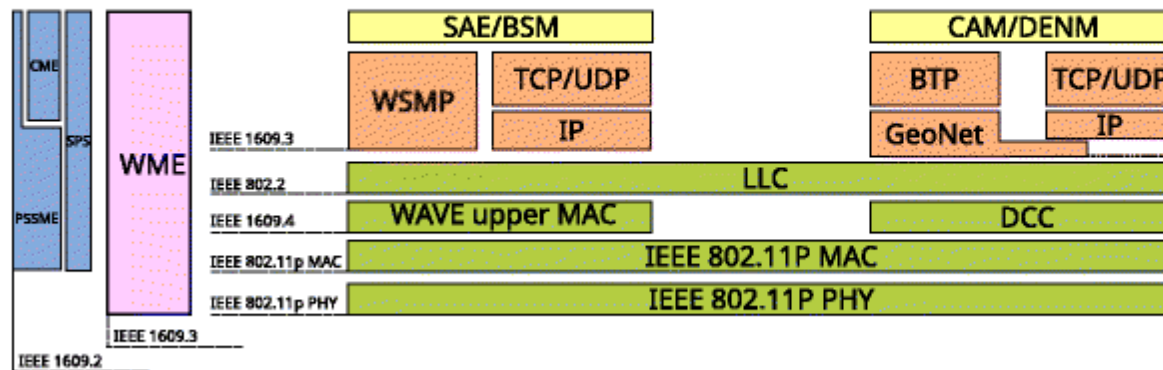 SAE/BSM
CAM/DENM
CME
SPS
PSSME
WME
WSMP
TCP/UDP
IP
BTP
TCP/UDP
GeoNet
IP
IEEE 1609.3
LLC
IEEE 802.2
WAVE upper MAC
DCC
IEEE 1609.4
IEEE 802.11P MAC
IEEE 802.11p MAC
IEEE 802.11P PHY
IEEE 802.11p PHY
IEEE 1609.3
IEEE 1609.2